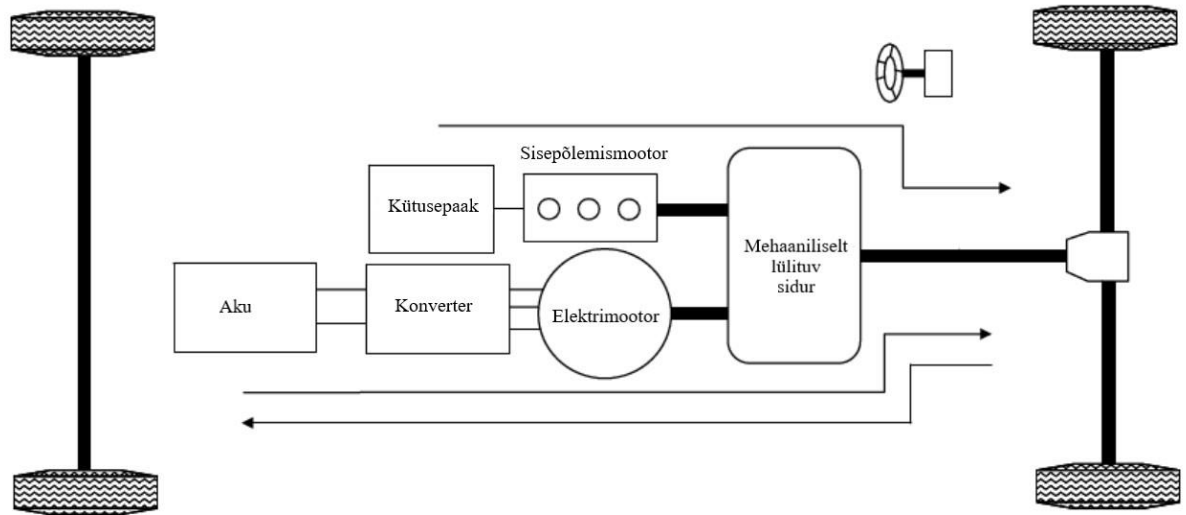 Sisepõlemismootor
Kütusepaak
Mehaaniliselt
lülituv
sidur
Aku
Konverter
Elektrimootor